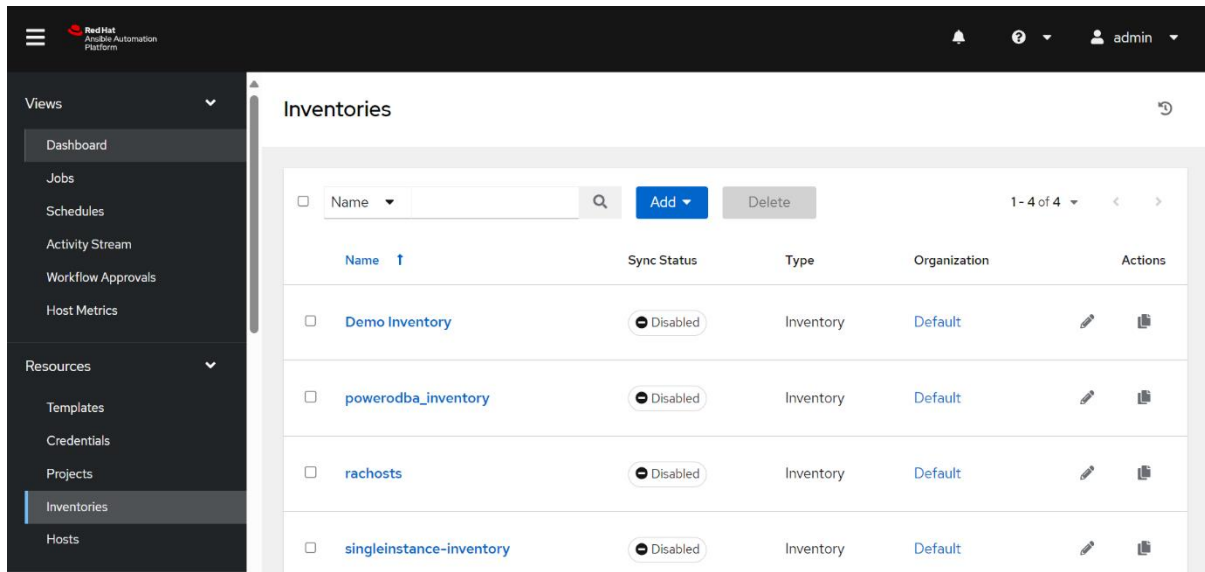 Red Hat
Ansible Automation
Platform
admin
Views
Dashboard
Jobs
Schedules
Activity Stream
Workflow Approvals
Host Metrics
Resources
Templates
Credentials
Projects
Inventories
Hosts
Inventories
Name Add Delete 1 - 4 of 4
Name Sync Status Type Organization Actions
Demo Inventory Disabled Inventory Default
powerodba_inventory Disabled Inventory Default
rachosts Disabled Inventory Default
singleinstance-inventory Disabled Inventory Default